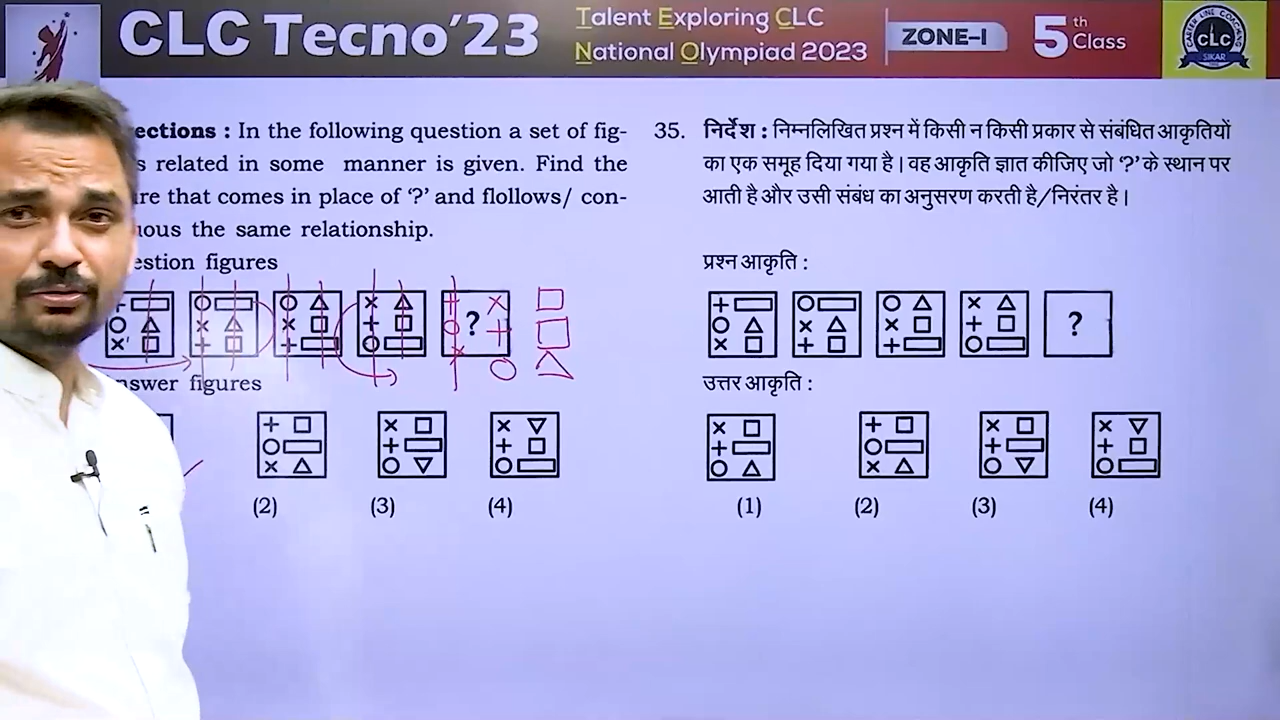 CLC Tecno'23
Talent Exploring CLC
National Olympiad 2023
ZONE-I
5th Class
CAREER LINE COACHING
CLC
SIKAR
ections : In the following question a set of fig-
s related in some manner is given. Find the
re that comes in place of '?' and flollows/ con-
uous the same relationship.
estion figures
?
nswer figures
(2) (3) (4)
35. निर्देश : निम्नलिखित प्रश्न में किसी न किसी प्रकार से संबंधित आकृतियों
का एक समूह दिया गया है। वह आकृति ज्ञात कीजिए जो '?' के स्थान पर
आती है और उसी संबंध का अनुसरण करती है/निरंतर है।
प्रश्न आकृति :
?
उत्तर आकृति :
(1) (2) (3) (4)